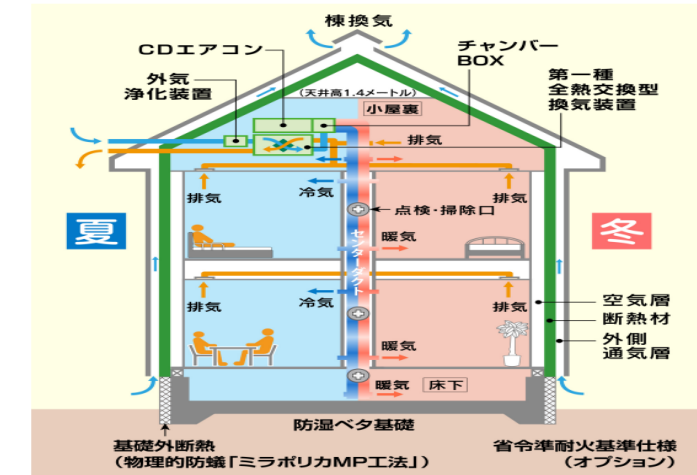 棟換気
CDエアコン
チャンバー
BOX
外気
浄化装置
第一種
全熱交換型
換気装置
(天井高1.4メートル)
小屋裏
排気
排気
冷気
排気
点検・掃除口
夏
暖気
冬
センターダクト
排気
冷気
排気
空気層
断熱材
暖気
外側
通気層
暖気
床下
防湿ベタ基礎
基礎外断熱
(物理的防蟻「ミラポリカMP工法」)
省令準耐火基準仕様
(オプション)